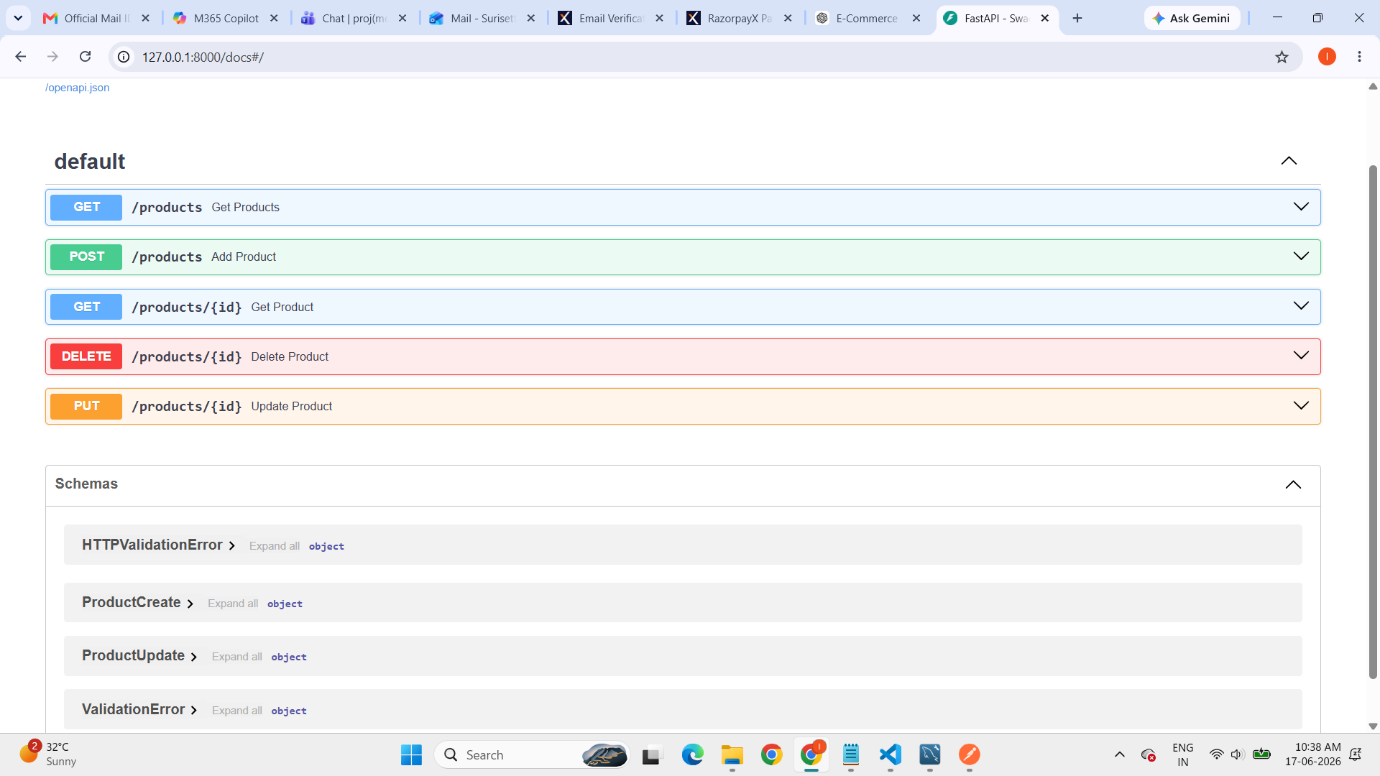 Official Mail I
M365 Copilot
Chat | proj(me
Mail - Suriset
Email Verifica
RazorpayX Pa
E-Commerce
FastAPI - Swa
Ask Gemini
127.0.0.1:8000/docs#/
I
/openapi.json
default
GET /products Get Products
POST /products Add Product
GET /products/{id} Get Product
DELETE /products/{id} Delete Product
PUT /products/{id} Update Product
Schemas
HTTPValidationError Expand all object
ProductCreate Expand all object
ProductUpdate Expand all object
ValidationError Expand all object
2
32°C
Sunny
Search
ENG
IN
10:38 AM
17-06-2026